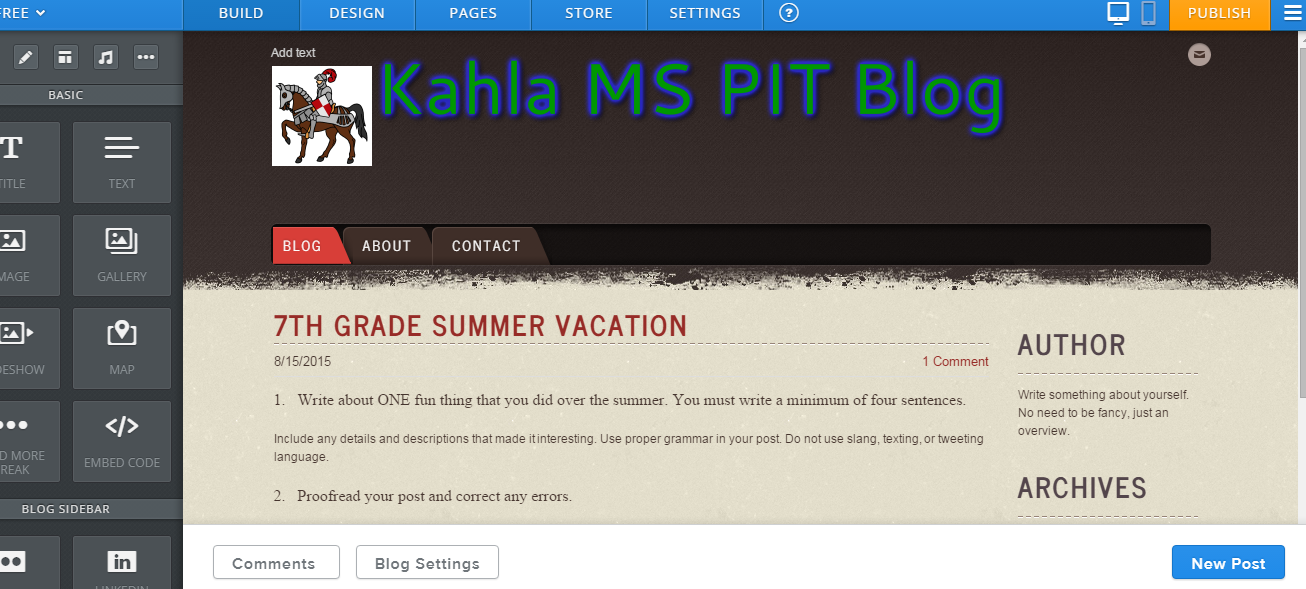 FREE
BUILD DESIGN PAGES STORE SETTINGS ? PUBLISH
BASIC
TITLE TEXT
GALLERY
MAP
EMBED CODE
BLOG SIDEBAR
in
LINKEDIN
Add text
Kahla MS PIT Blog
BLOG ABOUT CONTACT
7TH GRADE SUMMER VACATION
8/15/2015 1 Comment
1. Write about ONE fun thing that you did over the summer. You must write a minimum of four sentences.
Include any details and descriptions that made it interesting. Use proper grammar in your post. Do not use slang, texting, or tweeting
language.
2. Proofread your post and correct any errors.
AUTHOR
Write something about yourself.
No need to be fancy, just an
overview.
ARCHIVES
Comments Blog Settings New Post